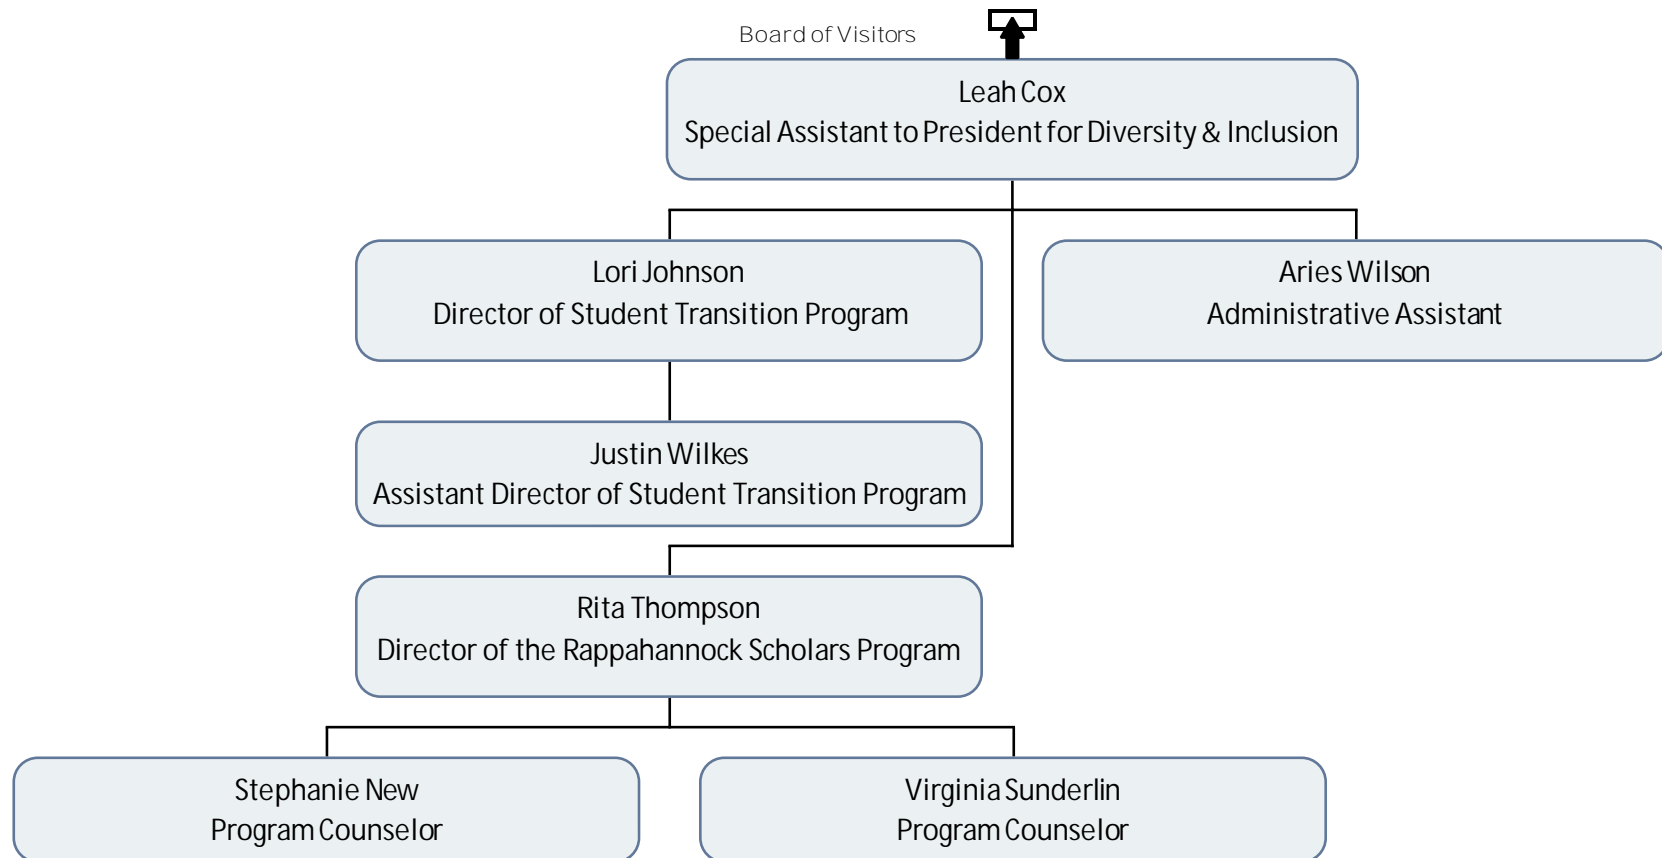 Board of Visitors
Leah Cox
Special Assistant to President for Diversity & Inclusion
Lori Johnson
Director of Student Transition Program
Aries Wilson
Administrative Assistant
Justin Wilkes
Assistant Director of Student Transition Program
Rita Thompson
Director of the Rappahannock Scholars Program
Stephanie New
Program Counselor
Virginia Sunderlin
Program Counselor